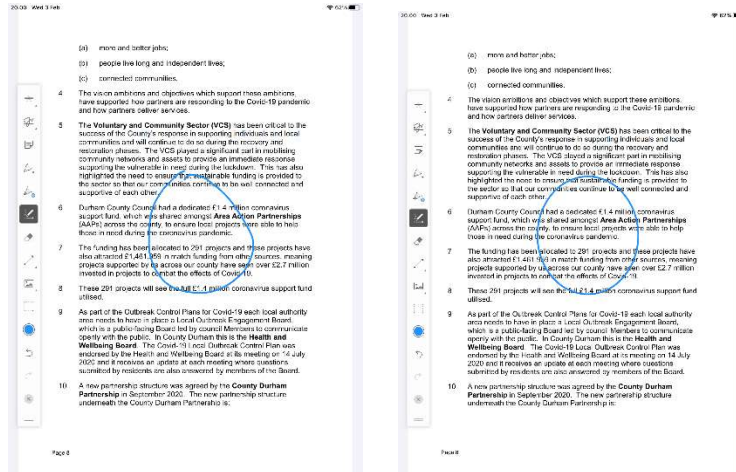 20:00 Wed 3 Feb
62%
(a) more and better jobs;
(b) people live long and independent lives;
(c) connected communities.
4 The vision ambitions and objectives which support these ambitions,
have supported how partners are responding to the Covid-19 pandemic
and how partners deliver services.
5 The Voluntary and Community Sector (VCS) has been critical to the
success of the County's response in supporting individuals and local
communities and will continue to do so during the recovery and
restoration phases. The VCS played a significant part in mobilising
community networks and assets to provide an immediate response
supporting the vulnerable in need during the lockdown. This has also
highlighted the need to ensure that sustainable funding is provided to
the sector so that our communities continue to be well connected and
supportive of each other.
6 Durham County Council had a dedicated £1.4 million coronavirus
support fund, which was shared amongst Area Action Partnerships
(AAPs) across the county, to ensure local projects were able to help
those in need during the coronavirus pandemic.
7 The funding has been allocated to 291 projects and these projects have
also attracted £1,461,959 in match funding from other sources, meaning
projects supported by us across our county have seen over £2.7 million
invested in projects to combat the effects of Covid-19.
8 These 291 projects will see the full £1.4 million coronavirus support fund
utilised.
9 As part of the Outbreak Control Plans for Covid-19 each local authority
area needs to have in place a Local Outbreak Engagement Board,
which is a public-facing Board led by council Members to communicate
openly with the public. In County Durham this is the Health and
Wellbeing Board. The Covid-19 Local Outbreak Control Plan was
endorsed by the Health and Wellbeing Board at its meeting on 14 July
2020 and it receives an update at each meeting where questions
submitted by residents are also answered by members of the Board.
10 A new partnership structure was agreed by the County Durham
Partnership in September 2020. The new partnership structure
underneath the County Durham Partnership is:
Page 8
20:00 Wed 3 Feb
62%
(a) more and better jobs;
(b) people live long and independent lives;
(c) connected communities.
4 The vision ambitions and objectives which support these ambitions,
have supported how partners are responding to the Covid-19 pandemic
and how partners deliver services.
5 The Voluntary and Community Sector (VCS) has been critical to the
success of the County's response in supporting individuals and local
communities and will continue to do so during the recovery and
restoration phases. The VCS played a significant part in mobilising
community networks and assets to provide an immediate response
supporting the vulnerable in need during the lockdown. This has also
highlighted the need to ensure sustainable funding is provided to
the sector so that our communities continue to be well connected and
supportive of each other.
6 Durham County Council had a dedicated £1.4 million coronavirus
support fund, which was shared amongst Area Action Partnerships
(AAPs) across the county, to ensure local projects were able to help
those in need during the coronavirus pandemic.
7 The funding has been allocated to 291 projects and these projects have
also attracted £1,461,959 in match funding from other sources, meaning
projects supported by us across our county have seen over £2.7 million
invested in projects to combat the effects of Covid-19.
8 These 291 projects will see the full £1.4 million coronavirus support fund
utilised.
9 As part of the Outbreak Control Plans for Covid-19 each local authority
area needs to have in place a Local Outbreak Engagement Board,
which is a public-facing Board led by council Members to communicate
openly with the public. In County Durham this is the Health and
Wellbeing Board. The Covid-19 Local Outbreak Control Plan was
endorsed by the Health and Wellbeing Board at its meeting on 14 July
2020 and it receives an update at each meeting where questions
submitted by residents are also answered by members of the Board.
10 A new partnership structure was agreed by the County Durham
Partnership in September 2020. The new partnership structure
underneath the County Durham Partnership is:
Page 8